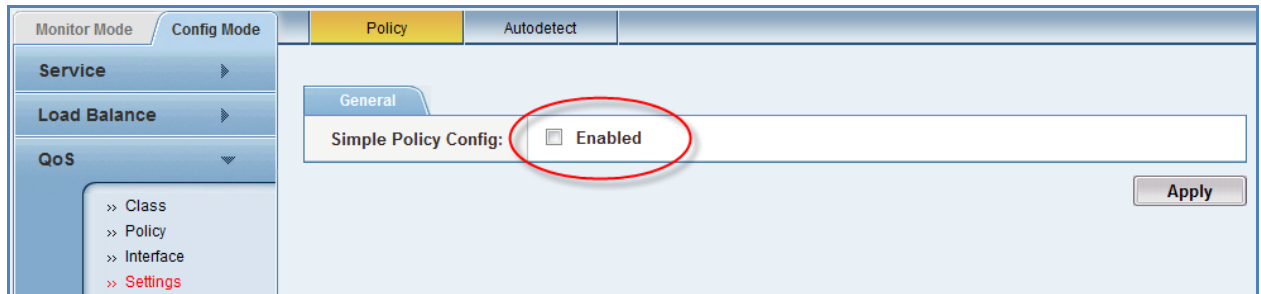 Monitor Mode Config Mode Policy Autodetect
Service
General
Load Balance
Simple Policy Config: Enabled
QoS
Apply
» Class
» Policy
» Interface
» Settings